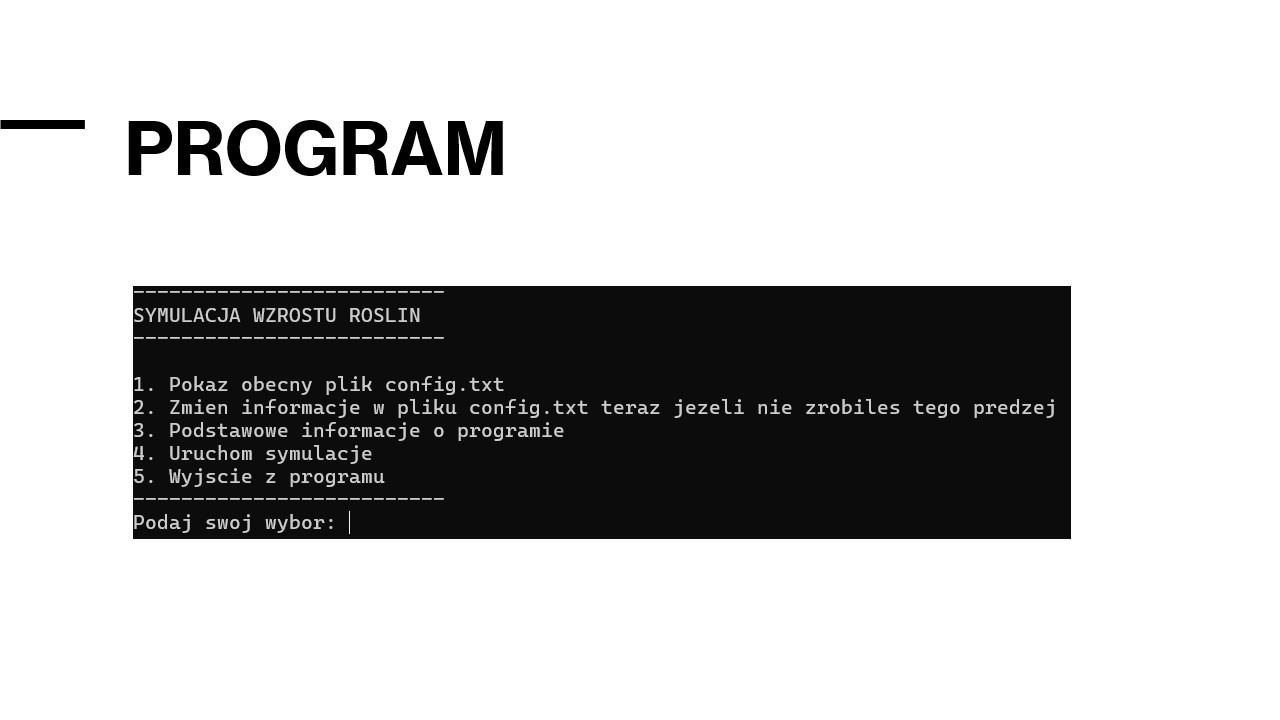 PROGRAM
--------------------------
SYMULACJA WZROSTU ROSLIN
--------------------------
1. Pokaz obecny plik config.txt
2. Zmien informacje w pliku config.txt teraz jezeli nie zrobiles tego predzej
3. Podstawowe informacje o programie
4. Uruchom symulacje
5. Wyjscie z programu
--------------------------
Podaj swoj wybor: